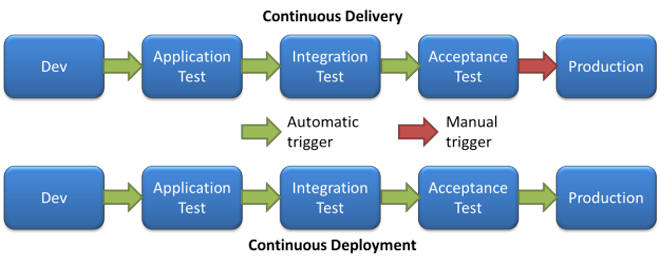 Continuous Delivery
Dev
Application
Test
Integration
Test
Acceptance
Test
Production
Automatic
trigger
Manual
trigger
Dev
Application
Test
Integration
Test
Acceptance
Test
Production
Continuous Deployment